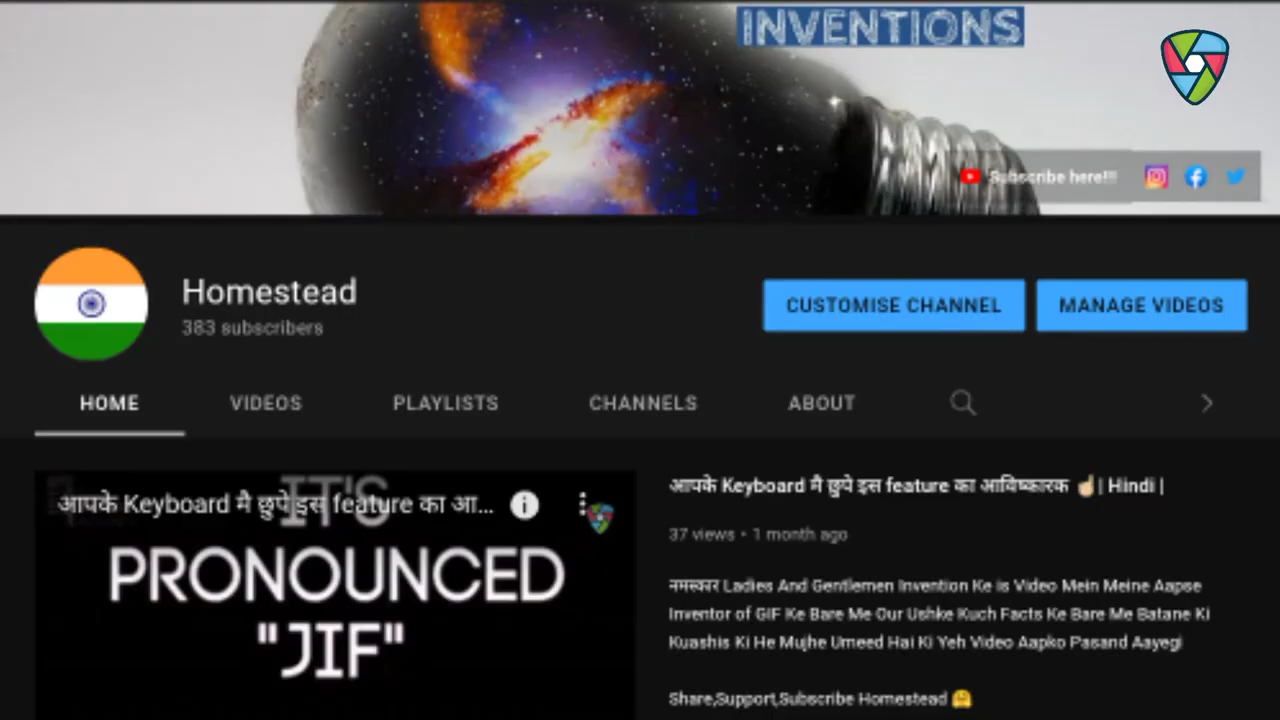 INVENTIONS
Subscribe here!!!
Homestead
383 subscribers
CUSTOMISE CHANNEL
MANAGE VIDEOS
HOME
VIDEOS
PLAYLISTS
CHANNELS
ABOUT
आपके Keyboard मै छुपे इस feature का आ...
IT'S
PRONOUNCED
"JIF"
आपके Keyboard मै छुपे इस feature का आविष्कारक ☝🏼| Hindi |
37 views • 1 month ago
नमस्कार Ladies And Gentlemen Invention Ke is Video Mein Meine Aapse
Inventor of GIF Ke Bare Me Our Ushke Kuch Facts Ke Bare Me Batane Ki
Kuashis Ki He Mujhe Umeed Hai Ki Yeh Video Aapko Pasand Aayegi
Share,Support,Subscribe Homestead 🤗